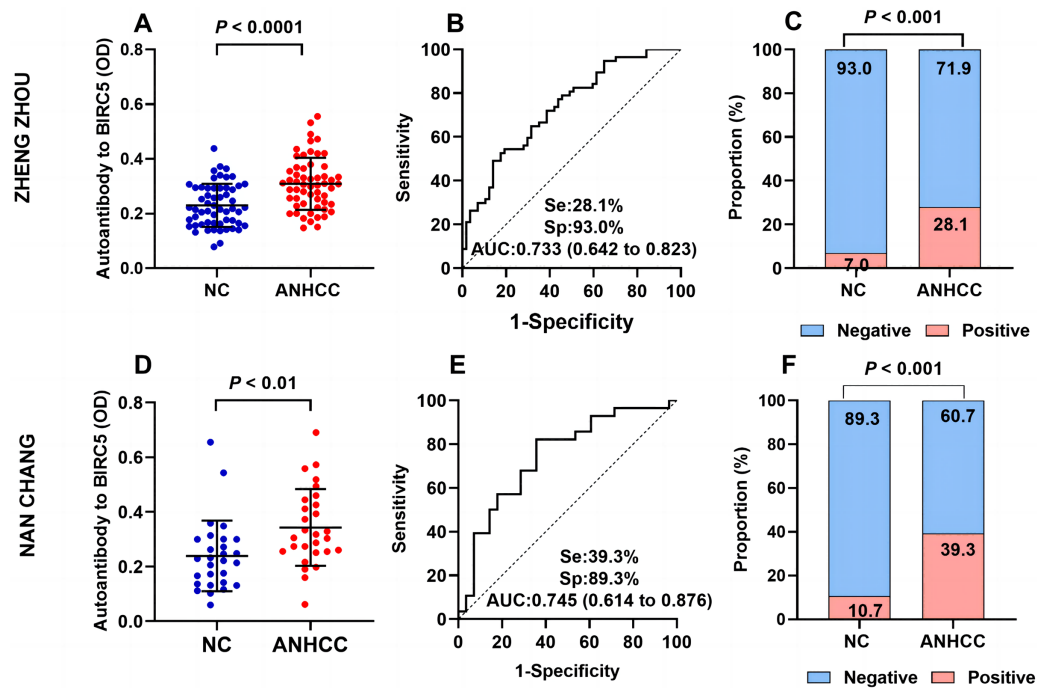 ZHENG ZHOU
A
P < 0.0001
Autoantibody to BIRC5 (OD)
0.8
0.6
0.4
0.2
0.0
NC
ANHCC
B
Sensitivity
100
80
60
40
20
0
Se:28.1%
Sp:93.0%
AUC:0.733 (0.642 to 0.823)
0 20 40 60 80 100
1-Specificity
C
P < 0.001
Proportion (%)
100
80
60
40
20
0
93.0
71.9
7.0
28.1
NC
ANHCC
Negative
Positive
NAN CHANG
D
P < 0.01
Autoantibody to BIRC5 (OD)
0.8
0.6
0.4
0.2
0.0
NC
ANHCC
E
Sensitivity
100
80
60
40
20
0
Se:39.3%
Sp:89.3%
AUC:0.745 (0.614 to 0.876)
0 20 40 60 80 100
1-Specificity
F
P < 0.001
Proportion (%)
100
80
60
40
20
0
89.3
60.7
10.7
39.3
NC
ANHCC
Negative
Positive